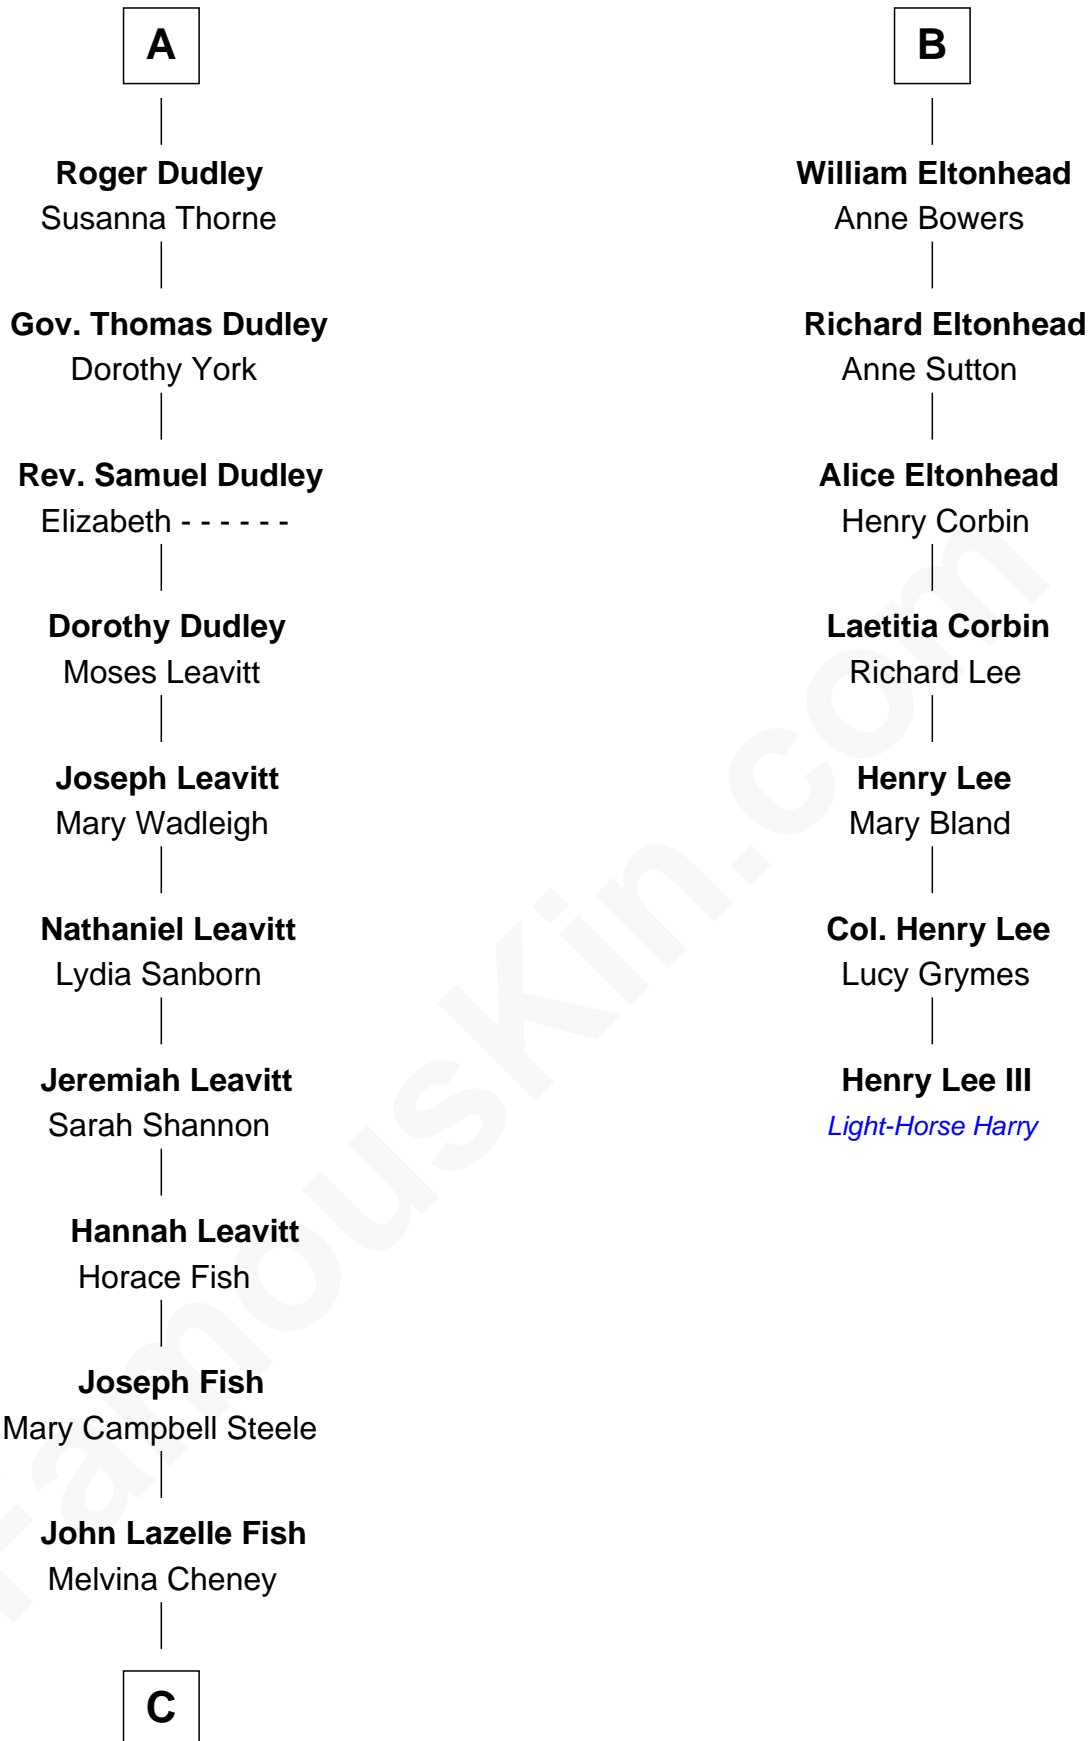 A
Roger Dudley
Susanna Thorne
Gov. Thomas Dudley
Dorothy York
Rev. Samuel Dudley
Elizabeth - - - - - -
Dorothy Dudley
Moses Leavitt
Joseph Leavitt
Mary Wadleigh
Nathaniel Leavitt
Lydia Sanborn
Jeremiah Leavitt
Sarah Shannon
Hannah Leavitt
Horace Fish
Joseph Fish
Mary Campbell Steele
John Lazelle Fish
Melvina Cheney
C
B
William Eltonhead
Anne Bowers
Richard Eltonhead
Anne Sutton
Alice Eltonhead
Henry Corbin
Laetitia Corbin
Richard Lee
Henry Lee
Mary Bland
Col. Henry Lee
Lucy Grymes
Henry Lee III
Light-Horse Harry
FamousKin.com